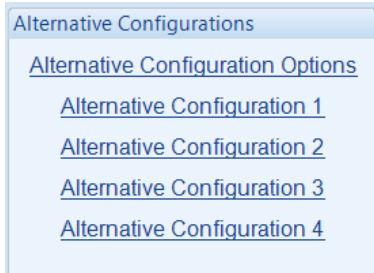 Alternative Configurations
Alternative Configuration Options
Alternative Configuration 1
Alternative Configuration 2
Alternative Configuration 3
Alternative Configuration 4